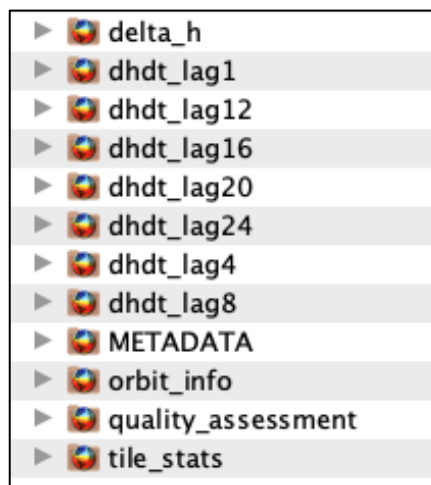 delta_h
dhdt_lag1
dhdt_lag12
dhdt_lag16
dhdt_lag20
dhdt_lag24
dhdt_lag4
dhdt_lag8
METADATA
orbit_info
quality_assessment
tile_stats